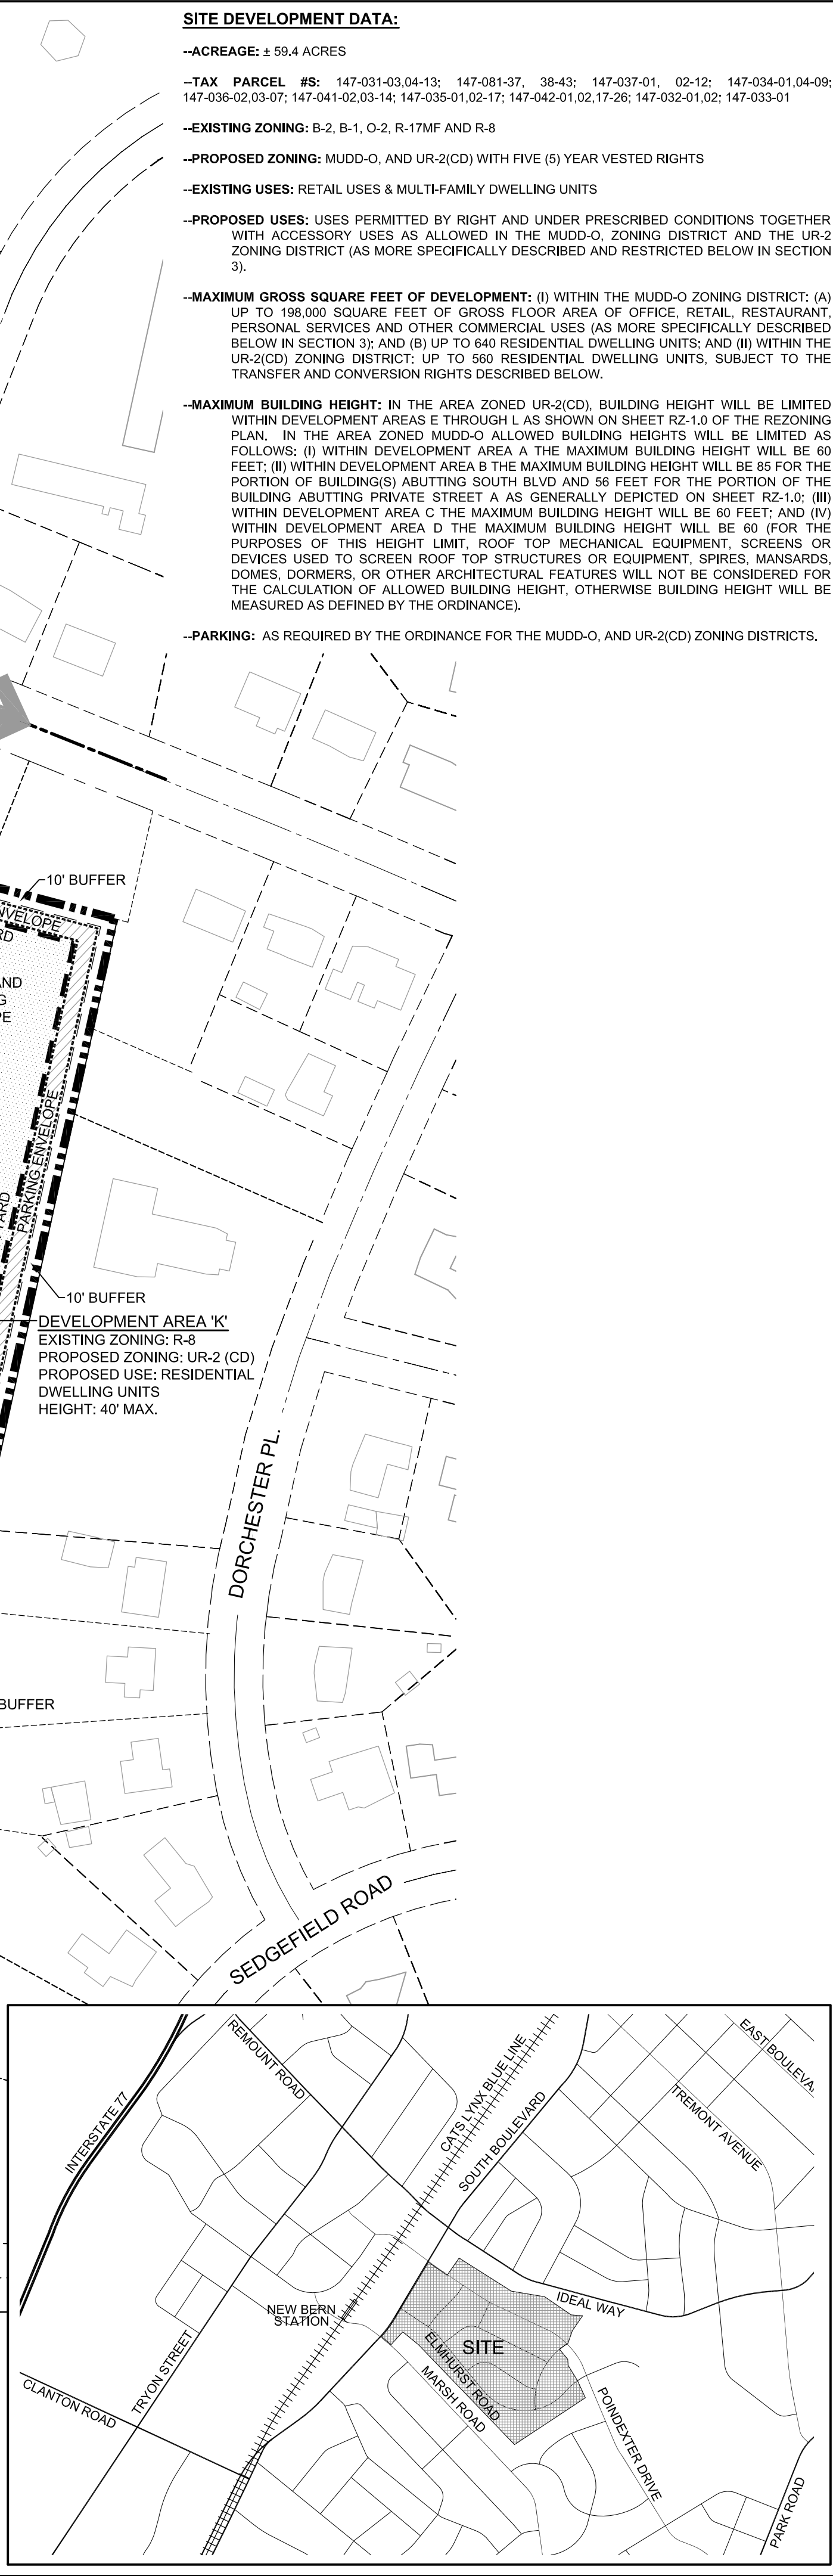 SITE DEVELOPMENT DATA:
--ACREAGE: ± 59.4 ACRES
--TAX PARCEL #S: 147-031-03,04-13; 147-081-37, 38-43; 147-037-01, 02-12; 147-034-01,04-09;
147-036-02,03-07; 147-041-02,03-14; 147-035-01,02-17; 147-042-01,02,17-26; 147-032-01,02; 147-033-01
--EXISTING ZONING: B-2, B-1, O-2, R-17MF AND R-8
--PROPOSED ZONING: MUDD-O, AND UR-2(CD) WITH FIVE (5) YEAR VESTED RIGHTS
--EXISTING USES: RETAIL USES & MULTI-FAMILY DWELLING UNITS
--PROPOSED USES: USES PERMITTED BY RIGHT AND UNDER PRESCRIBED CONDITIONS TOGETHER
WITH ACCESSORY USES AS ALLOWED IN THE MUDD-O, ZONING DISTRICT AND THE UR-2
ZONING DISTRICT (AS MORE SPECIFICALLY DESCRIBED AND RESTRICTED BELOW IN SECTION
3).
--MAXIMUM GROSS SQUARE FEET OF DEVELOPMENT: (I) WITHIN THE MUDD-O ZONING DISTRICT: (A)
UP TO 198,000 SQUARE FEET OF GROSS FLOOR AREA OF OFFICE, RETAIL, RESTAURANT,
PERSONAL SERVICES AND OTHER COMMERCIAL USES (AS MORE SPECIFICALLY DESCRIBED
BELOW IN SECTION 3); AND (B) UP TO 640 RESIDENTIAL DWELLING UNITS; AND (II) WITHIN THE
UR-2(CD) ZONING DISTRICT: UP TO 560 RESIDENTIAL DWELLING UNITS, SUBJECT TO THE
TRANSFER AND CONVERSION RIGHTS DESCRIBED BELOW.
--MAXIMUM BUILDING HEIGHT: IN THE AREA ZONED UR-2(CD), BUILDING HEIGHT WILL BE LIMITED
WITHIN DEVELOPMENT AREAS E THROUGH L AS SHOWN ON SHEET RZ-1.0 OF THE REZONING
PLAN. IN THE AREA ZONED MUDD-O ALLOWED BUILDING HEIGHTS WILL BE LIMITED AS
FOLLOWS: (I) WITHIN DEVELOPMENT AREA A THE MAXIMUM BUILDING HEIGHT WILL BE 60
FEET; (II) WITHIN DEVELOPMENT AREA B THE MAXIMUM BUILDING HEIGHT WILL BE 85 FOR THE
PORTION OF BUILDING(S) ABUTTING SOUTH BLVD AND 56 FEET FOR THE PORTION OF THE
BUILDING ABUTTING PRIVATE STREET A AS GENERALLY DEPICTED ON SHEET RZ-1.0; (III)
WITHIN DEVELOPMENT AREA C THE MAXIMUM BUILDING HEIGHT WILL BE 60 FEET; AND (IV)
WITHIN DEVELOPMENT AREA D THE MAXIMUM BUILDING HEIGHT WILL BE 60 (FOR THE
PURPOSES OF THIS HEIGHT LIMIT, ROOF TOP MECHANICAL EQUIPMENT, SCREENS OR
DEVICES USED TO SCREEN ROOF TOP STRUCTURES OR EQUIPMENT, SPIRES, MANSARDS,
DOMES, DORMERS, OR OTHER ARCHITECTURAL FEATURES WILL NOT BE CONSIDERED FOR
THE CALCULATION OF ALLOWED BUILDING HEIGHT, OTHERWISE BUILDING HEIGHT WILL BE
MEASURED AS DEFINED BY THE ORDINANCE).
--PARKING: AS REQUIRED BY THE ORDINANCE FOR THE MUDD-O, AND UR-2(CD) ZONING DISTRICTS.
10' BUFFER
NVELOPE
RD
AND
G
PE
PARKING ENVELOPE
YARD
10' BUFFER
DEVELOPMENT AREA 'K'
EXISTING ZONING: R-8
PROPOSED ZONING: UR-2 (CD)
PROPOSED USE: RESIDENTIAL
DWELLING UNITS
HEIGHT: 40' MAX.
DORCHESTER PL.
BUFFER
SEDGEFIELD ROAD
REMOUNT ROAD
EAST BOULEVA
INTERSTATE 77
CATS LYNX BLUE LINE
SOUTH BOULEVARD
TREMONT AVENUE
IDEAL WAY
NEW BERN
STATION
SITE
ELMHURST ROAD
MARSH ROAD
TRYON STREET
CLANTON ROAD
POINDEXTER DRIVE
PARK ROAD